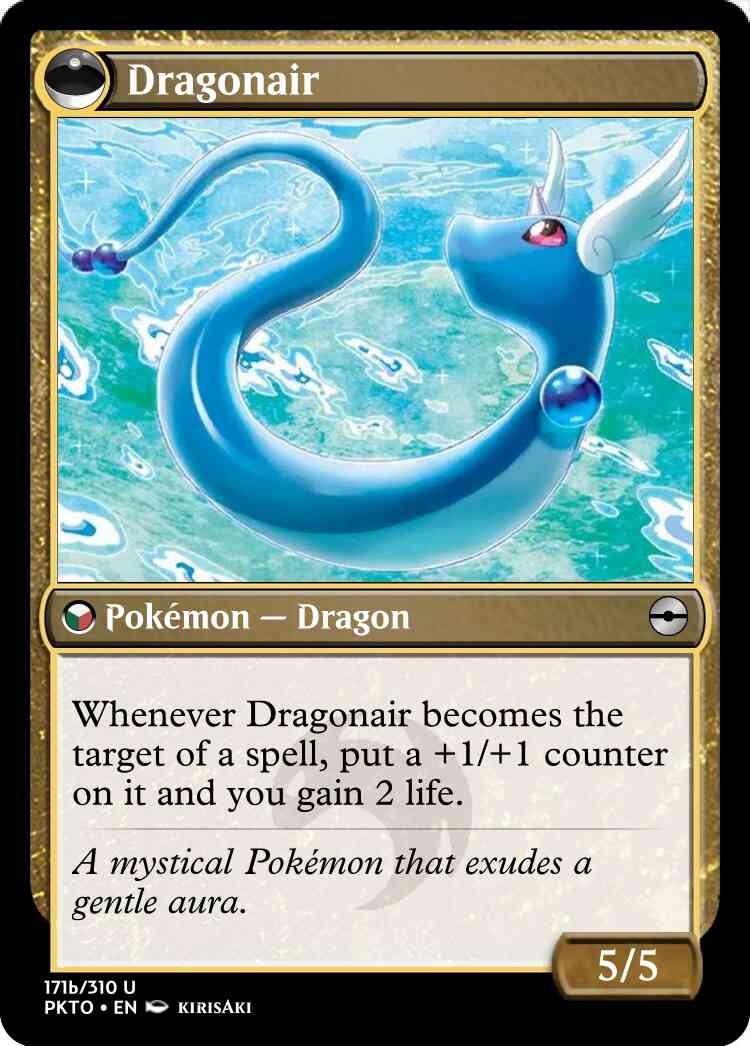 Dragonair
Pokémon — Dragon
Whenever Dragonair becomes the
target of a spell, put a +1/+1 counter
on it and you gain 2 life.
A mystical Pokémon that exudes a
gentle aura.
5/5
171b/310 U
PKTO • EN KIRISAKI